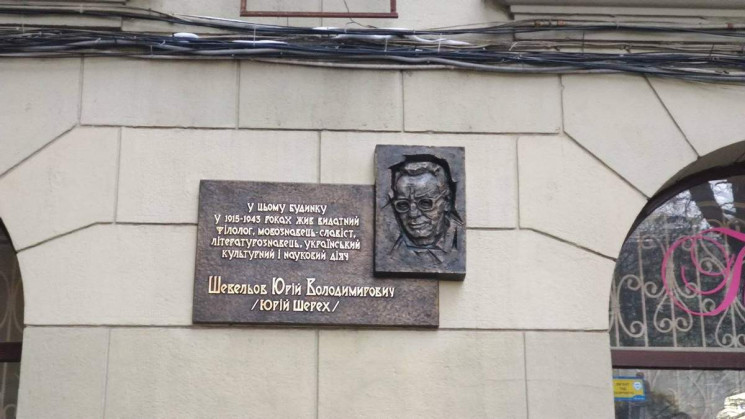 У ЦЬОМУ БУДИНКУ
У 1915-1943 РОКАХ ЖИВ ВИДАТНИЙ
ФІЛОЛОГ, МОВОЗНАВЕЦЬ-СЛАВІСТ,
ЛІТЕРАТУРОЗНАВЕЦЬ, УКРАЇНСЬКИЙ
КУЛЬТУРНИЙ І НАУКОВИЙ ДІЯЧ
ШЕВЕЛЬОВ ЮРІЙ ВОЛОДИМИРОВИЧ
/ЮРІЙ ШЕРЕХ/